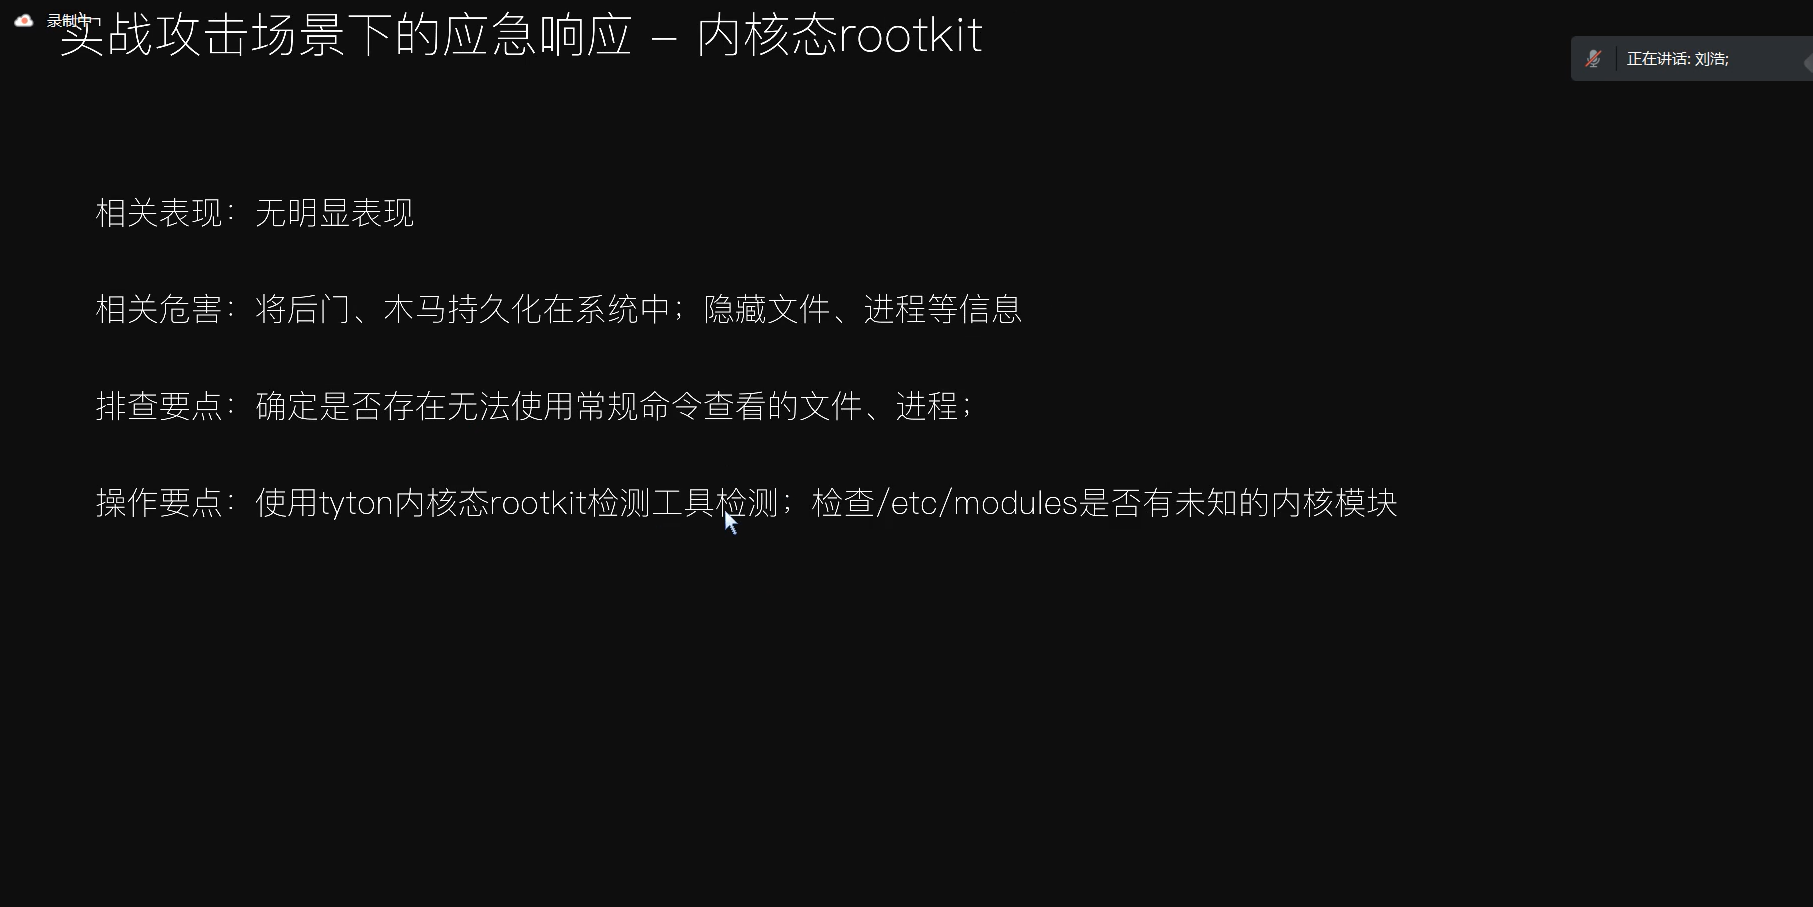 录制中
实战攻击场景下的应急响应 – 内核态rootkit
正在讲话: 刘浩;
相关表现：无明显表现
相关危害：将后门、木马持久化在系统中；隐藏文件、进程等信息
排查要点：确定是否存在无法使用常规命令查看的文件、进程；
操作要点：使用tyton内核态rootkit检测工具检测；检查/etc/modules是否有未知的内核模块